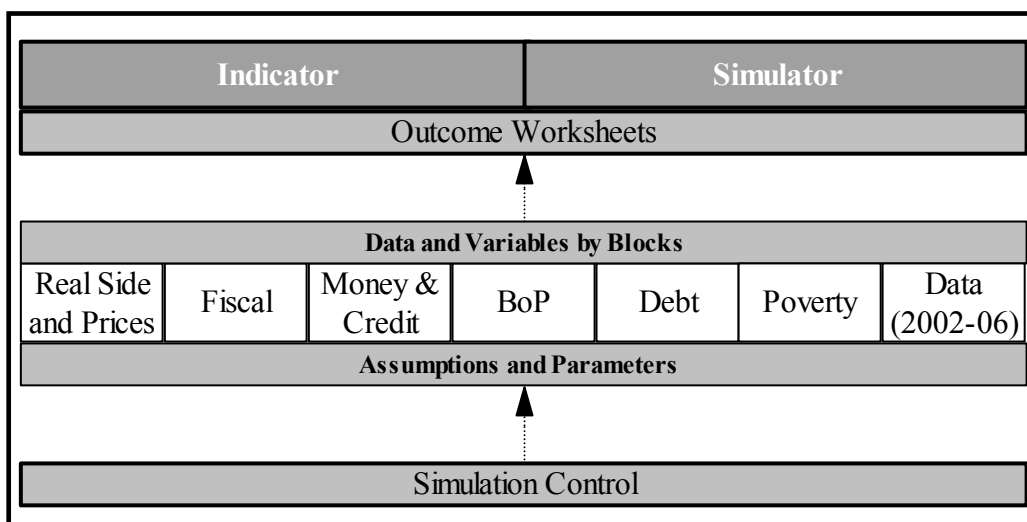 Indicator
Simulator
Outcome Worksheets
Data and Variables by Blocks
Real Side
and Prices
Fiscal
Money &
Credit
BoP
Debt
Poverty
Data
(2002-06)
Assumptions and Parameters
Simulation Control